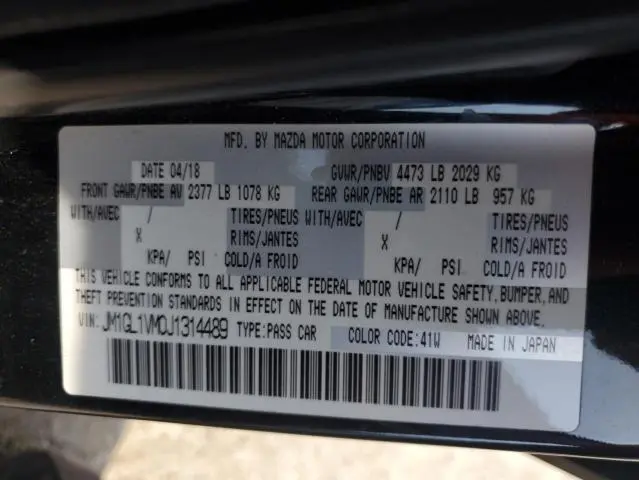 MFD. BY MAZDA MOTOR CORPORATION
DATE 04/18 GVWR/PNBV 4473 LB 2029 KG
FRONT GAWR/PNBE AV 2377 LB 1078 KG REAR GAWR/PNBE AR 2110 LB 957 KG
WITH/AVEC / TIRES/PNEUS WITH/AVEC / TIRES/PNEUS
X RIMS/JANTES X RIMS/JANTES
KPA/ PSI COLD/A FROID KPA/ PSI COLD/A FROID
THIS VEHICLE CONFORMS TO ALL APPLICABLE FEDERAL MOTOR VEHICLE SAFETY, BUMPER, AND
THEFT PREVENTION STANDARDS IN EFFECT ON THE DATE OF MANUFACTURE SHOWN ABOVE.
VIN: JM1GL1VM0J1314489 TYPE:PASS CAR COLOR CODE:41W MADE IN JAPAN